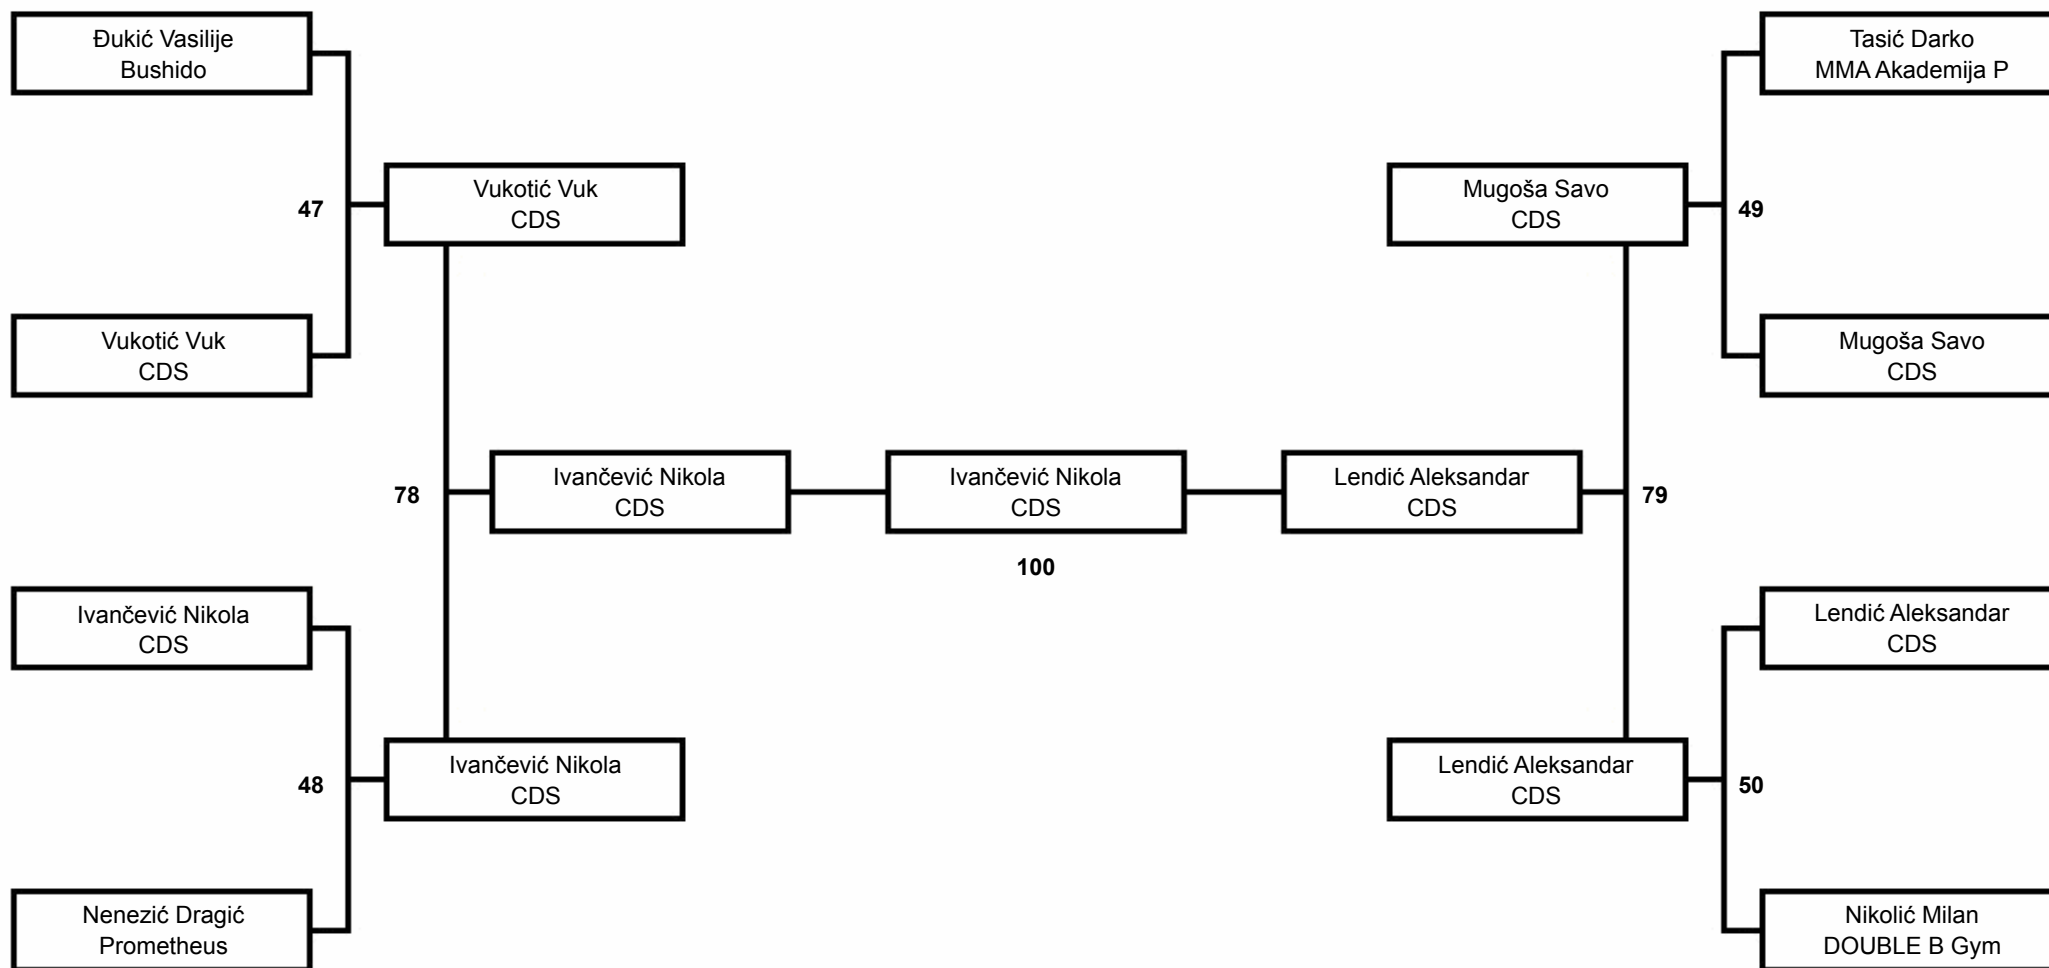 Đukić Vasilije
Bushido
Tasić Darko
MMA Akademija P
Vukotić Vuk
CDS
Mugoša Savo
CDS
47
49
Vukotić Vuk
CDS
Mugoša Savo
CDS
Ivančević Nikola
CDS
Ivančević Nikola
CDS
Lendić Aleksandar
CDS
78
79
100
Ivančević Nikola
CDS
Lendić Aleksandar
CDS
Ivančević Nikola
CDS
Lendić Aleksandar
CDS
48
50
Nenezić Dragić
Prometheus
Nikolić Milan
DOUBLE B Gym